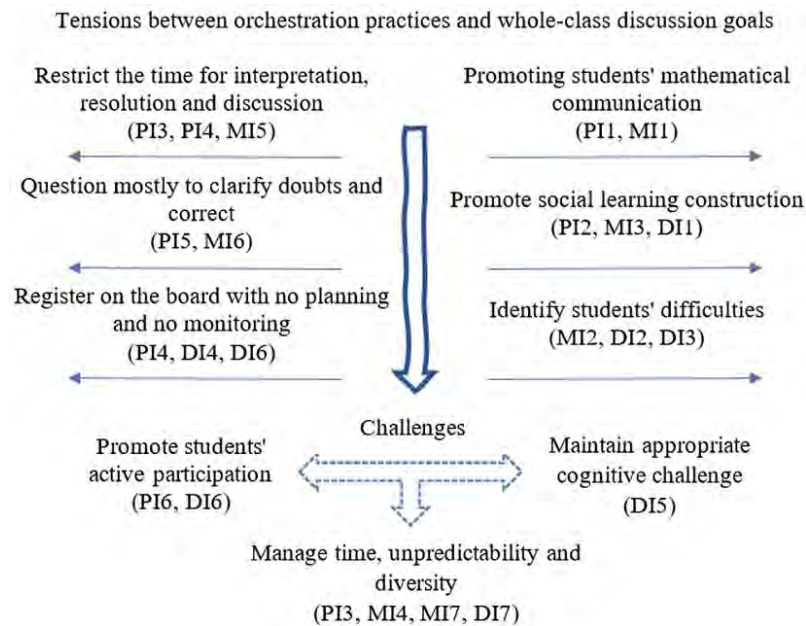 Tensions between orchestration practices and whole-class discussion goals
Restrict the time for interpretation,
resolution and discussion
(PI3, PI4, MI5)
Promoting students' mathematical
communication
(PI1, MI1)
Question mostly to clarify doubts and
correct
(PI5, MI6)
Promote social learning construction
(PI2, MI3, DI1)
Register on the board with no planning
and no monitoring
(PI4, DI4, DI6)
Identify students' difficulties
(MI2, DI2, DI3)
Challenges
Promote students'
active participation
(PI6, DI6)
Maintain appropriate
cognitive challenge
(DI5)
Manage time, unpredictability and
diversity
(PI3, MI4, MI7, DI7)